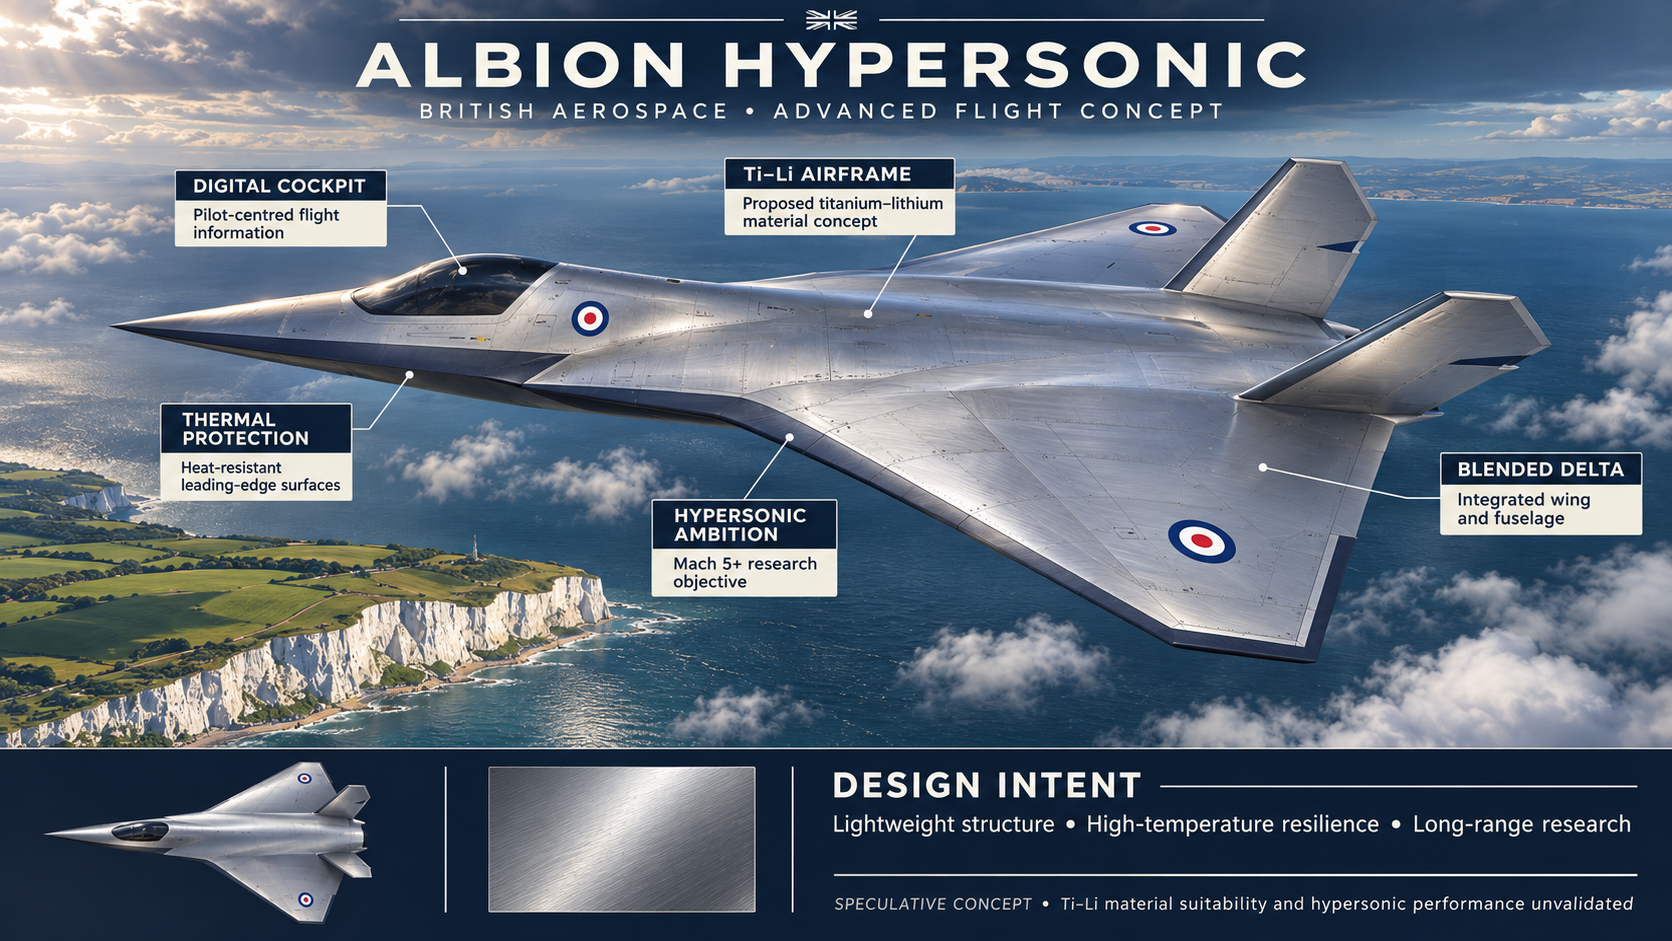 ALBION HYPERSONIC
BRITISH AEROSPACE • ADVANCED FLIGHT CONCEPT
DIGITAL COCKPIT
Pilot-centred flight
information
Ti–Li AIRFRAME
Proposed titanium–lithium
material concept
THERMAL
PROTECTION
Heat-resistant
leading-edge surfaces
HYPERSONIC
AMBITION
Mach 5+ research
objective
BLENDED DELTA
Integrated wing
and fuselage
DESIGN INTENT
Lightweight structure • High-temperature resilience • Long-range research
SPECULATIVE CONCEPT • Ti–Li material suitability and hypersonic performance unvalidated